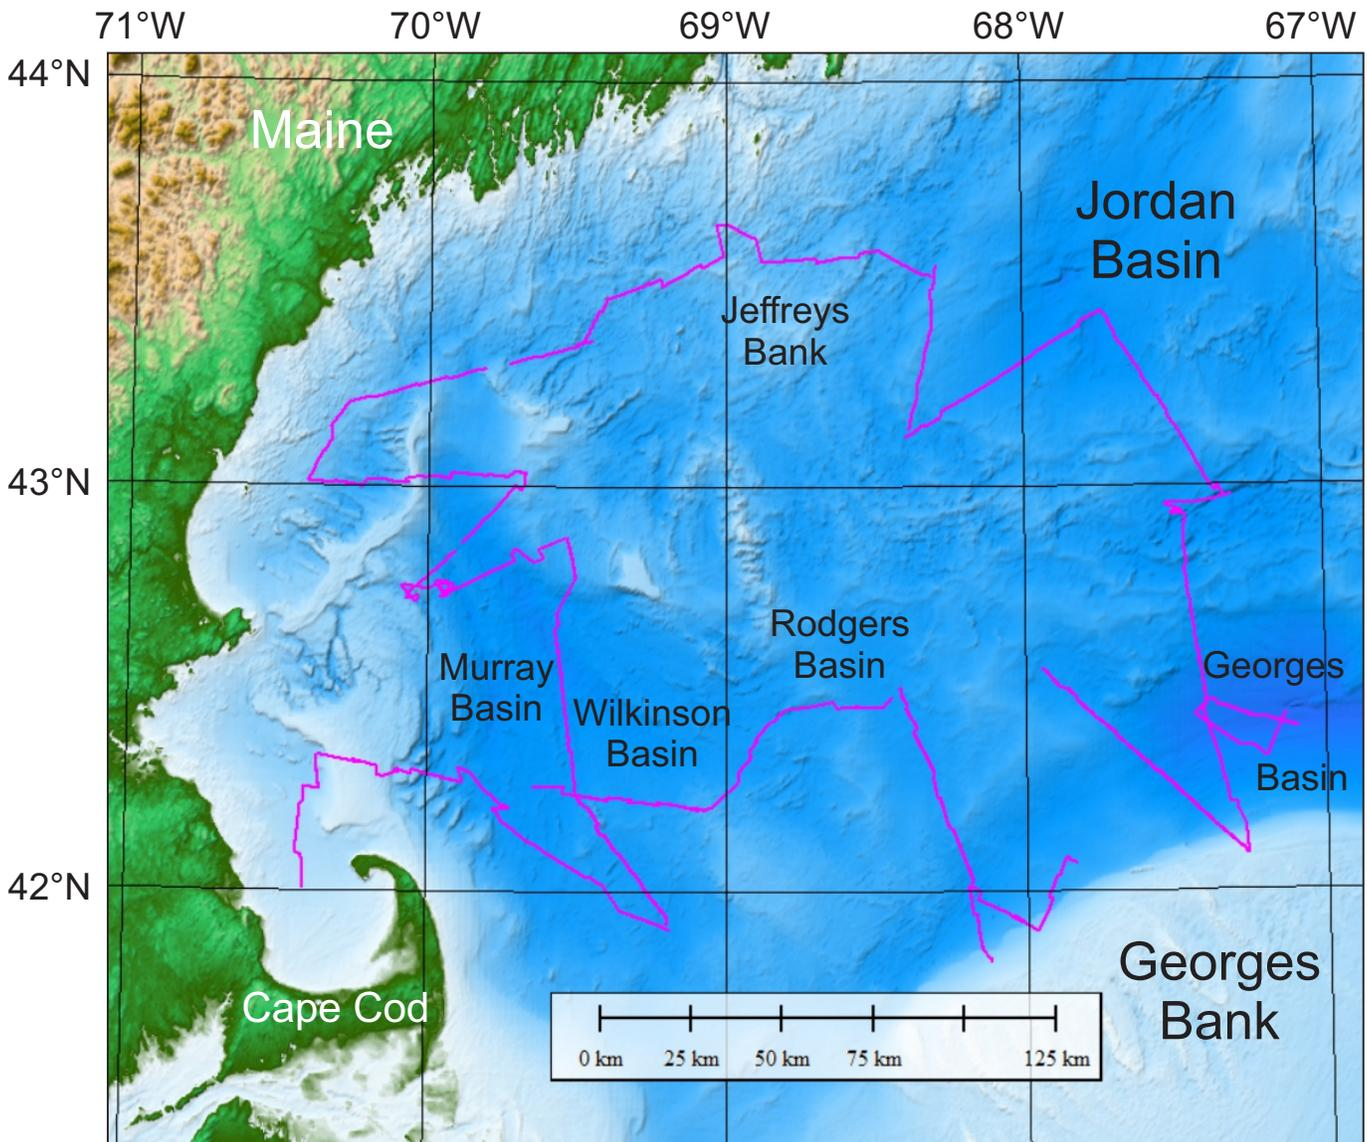 71°W 70°W 69°W 68°W 67°W
44°N
Maine
Jordan
Basin
Jeffreys
Bank
43°N
Rodgers
Basin
Murray
Basin
Georges
Wilkinson
Basin
Basin
42°N
Georges
Bank
Cape Cod
0 km 25 km 50 km 75 km 125 km